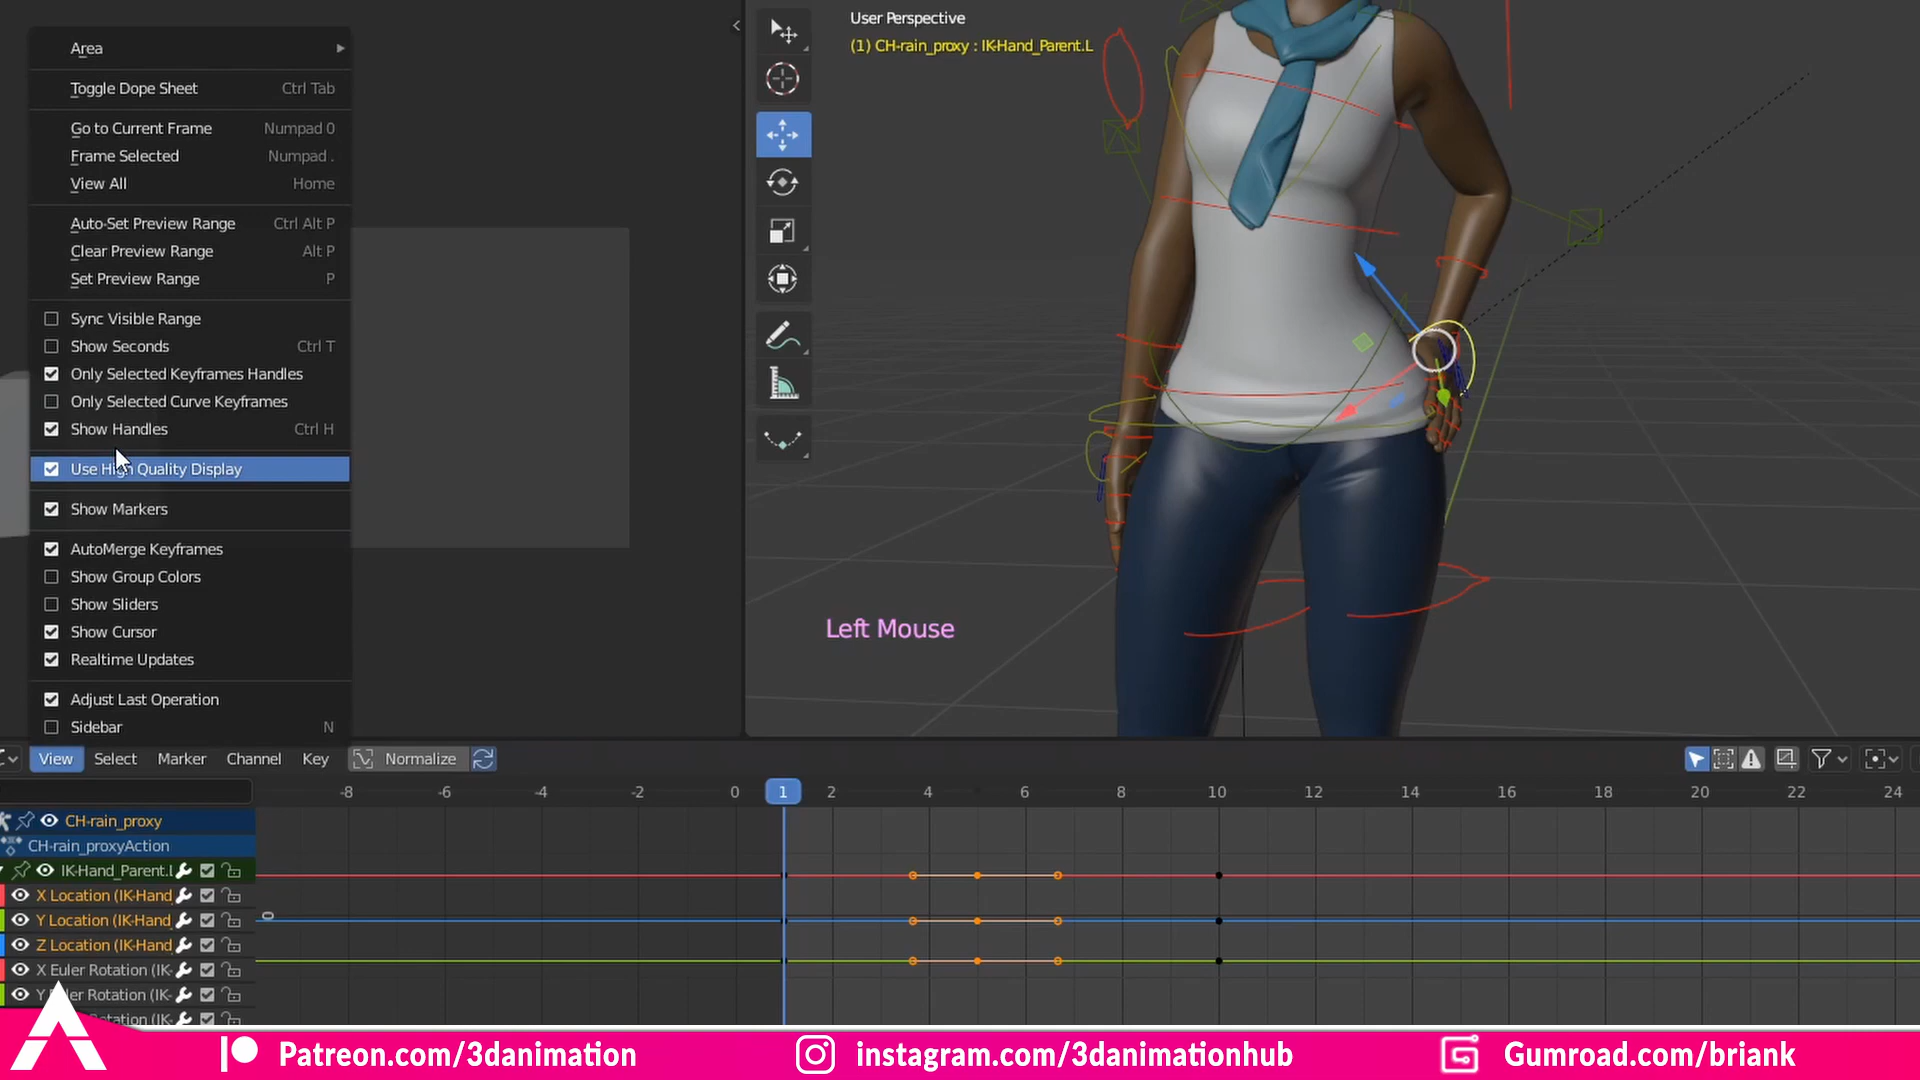 Area
Toggle Dope Sheet Ctrl Tab
Go to Current Frame Numpad 0
Frame Selected Numpad .
View All Home
Auto-Set Preview Range Ctrl Alt P
Clear Preview Range Alt P
Set Preview Range P
Sync Visible Range
Show Seconds Ctrl T
Only Selected Keyframes Handles
Only Selected Curve Keyframes
Show Handles Ctrl H
Use High Quality Display
Show Markers
AutoMerge Keyframes
Show Group Colors
Show Sliders
Show Cursor
Realtime Updates
Adjust Last Operation
Sidebar N
User Perspective
(1) CH-rain_proxy : IK-Hand_Parent.L
Left Mouse
View Select Marker Channel Key Normalize
-8 -6 -4 -2 0 1 2 4 6 8 10 12 14 16 18 20 22 24
CH-rain_proxy
CH-rain_proxyAction
IK-Hand_Parent.L
X Location (IK-Hand
Y Location (IK-Hand
Z Location (IK-Hand
X Euler Rotation (IK-
Y Euler Rotation (IK-
0
Patreon.com/3danimation
instagram.com/3danimationhub
Gumroad.com/briank